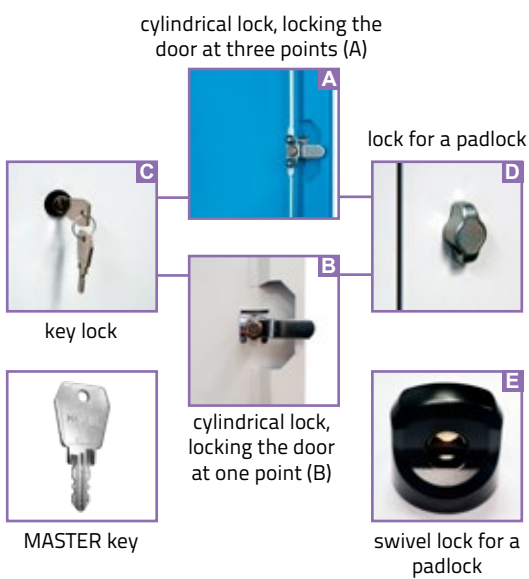 cylindrical lock, locking the
door at three points (A)
A
lock for a padlock
C
D
B
key lock
cylindrical lock,
locking the door
at one point (B)
E
MASTER key
swivel lock for a
padlock